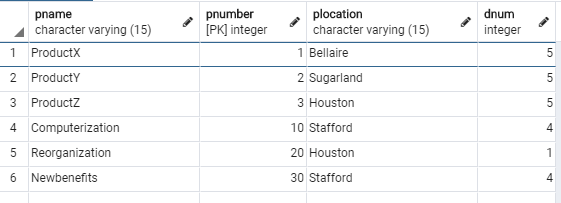 pname pnumber plocation dnum
character varying (15) [PK] integer character varying (15) integer
1 ProductX 1 Bellaire 5
2 ProductY 2 Sugarland 5
3 ProductZ 3 Houston 5
4 Computerization 10 Stafford 4
5 Reorganization 20 Houston 1
6 Newbenefits 30 Stafford 4